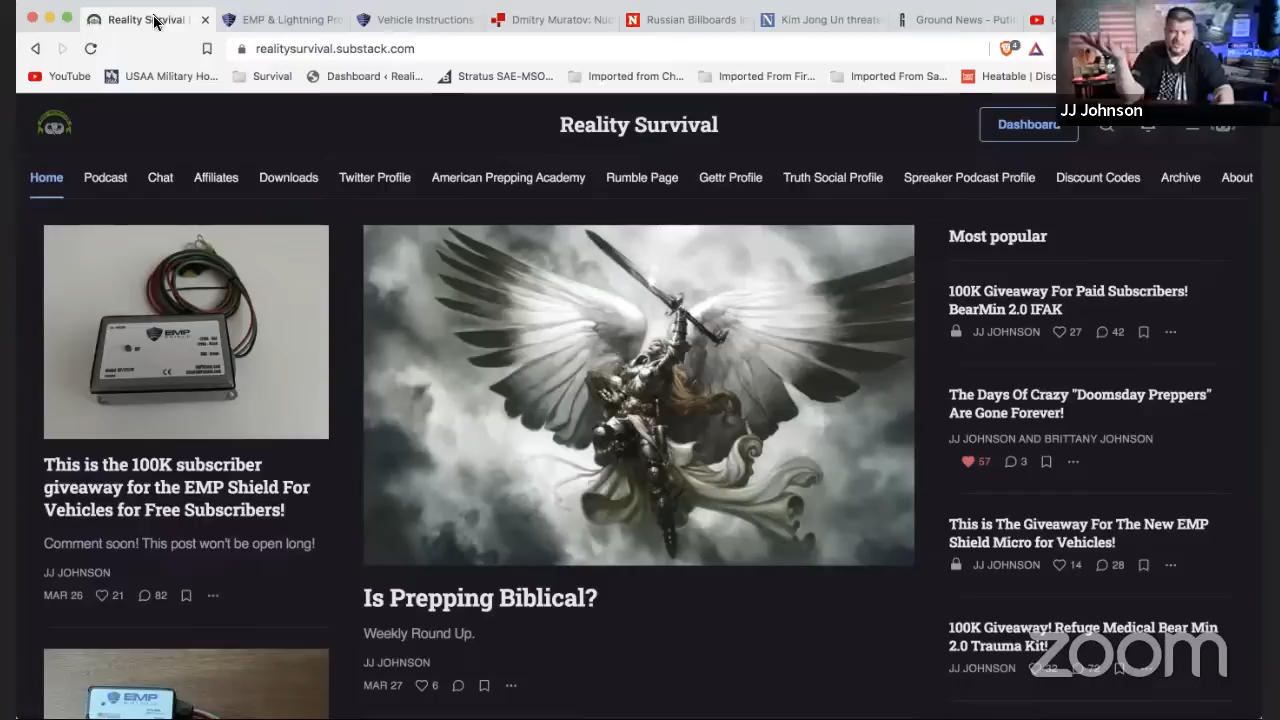 Reality Survival
EMP & Lightning Pro
Vehicle Instructions
Dmitry Muratov: Nuc
Russian Billboards in
Kim Jong Un threate
Ground News - Puti
realitysurvival.substack.com
4
YouTube
USAA Military Ho...
Survival
Dashboard ‹ Reali...
Stratus SAE-MSO...
Imported from Ch...
Imported From Fir...
Imported From Sa...
Heatable | Disc
JJ Johnson
Reality Survival
Dashboard
Home
Podcast
Chat
Affiliates
Downloads
Twitter Profile
American Prepping Academy
Rumble Page
Gettr Profile
Truth Social Profile
Spreaker Podcast Profile
Discount Codes
Archive
About
EMP
This is the 100K subscriber
giveaway for the EMP Shield For
Vehicles for Free Subscribers!
Comment soon! This post won't be open long!
JJ JOHNSON
MAR 26 21 82
EMP
Is Prepping Biblical?
Weekly Round Up.
JJ JOHNSON
MAR 27 6
Most popular
100K Giveaway For Paid Subscribers!
BearMin 2.0 IFAK
JJ JOHNSON 27 42
The Days Of Crazy "Doomsday Preppers"
Are Gone Forever!
JJ JOHNSON AND BRITTANY JOHNSON
57 3
This is The Giveaway For The New EMP
Shield Micro for Vehicles!
JJ JOHNSON 14 28
100K Giveaway! Refuge Medical Bear Min
2.0 Trauma Kit!
JJ JOHNSON 32 72
zoom